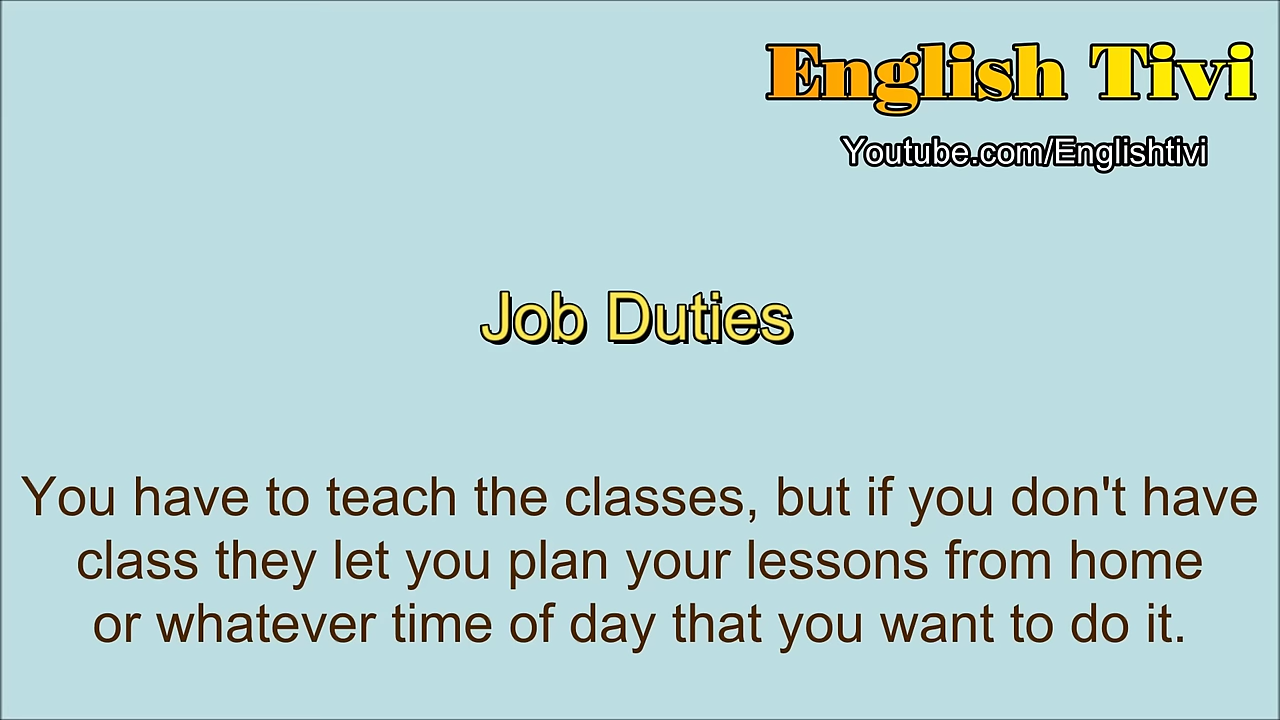 English Tivi
Youtube.com/Englishtivi
Job Duties
You have to teach the classes, but if you don't have
class they let you plan your lessons from home
or whatever time of day that you want to do it.